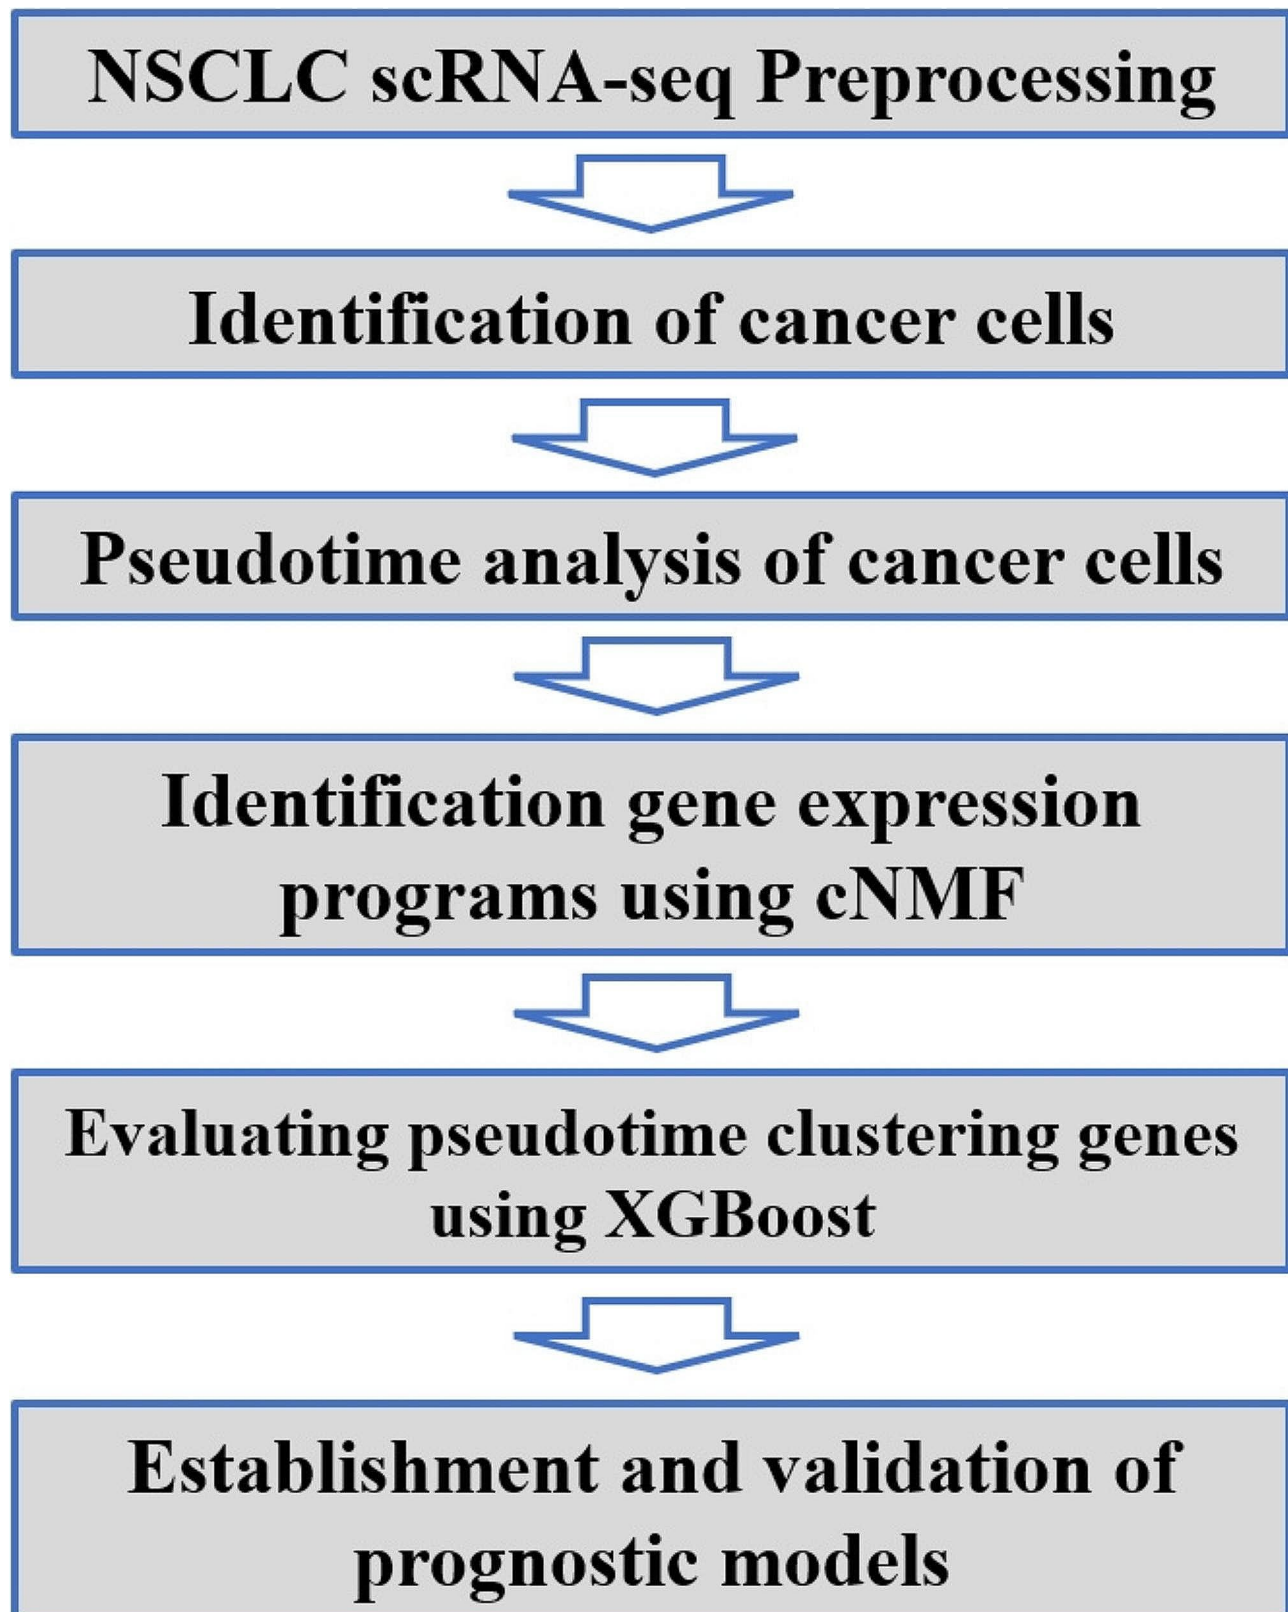 NSCLC scRNA-seq Preprocessing
Identification of cancer cells
Pseudotime analysis of cancer cells
Identification gene expression
programs using cNMF
Evaluating pseudotime clustering genes
using XGBoost
Establishment and validation of
prognostic models